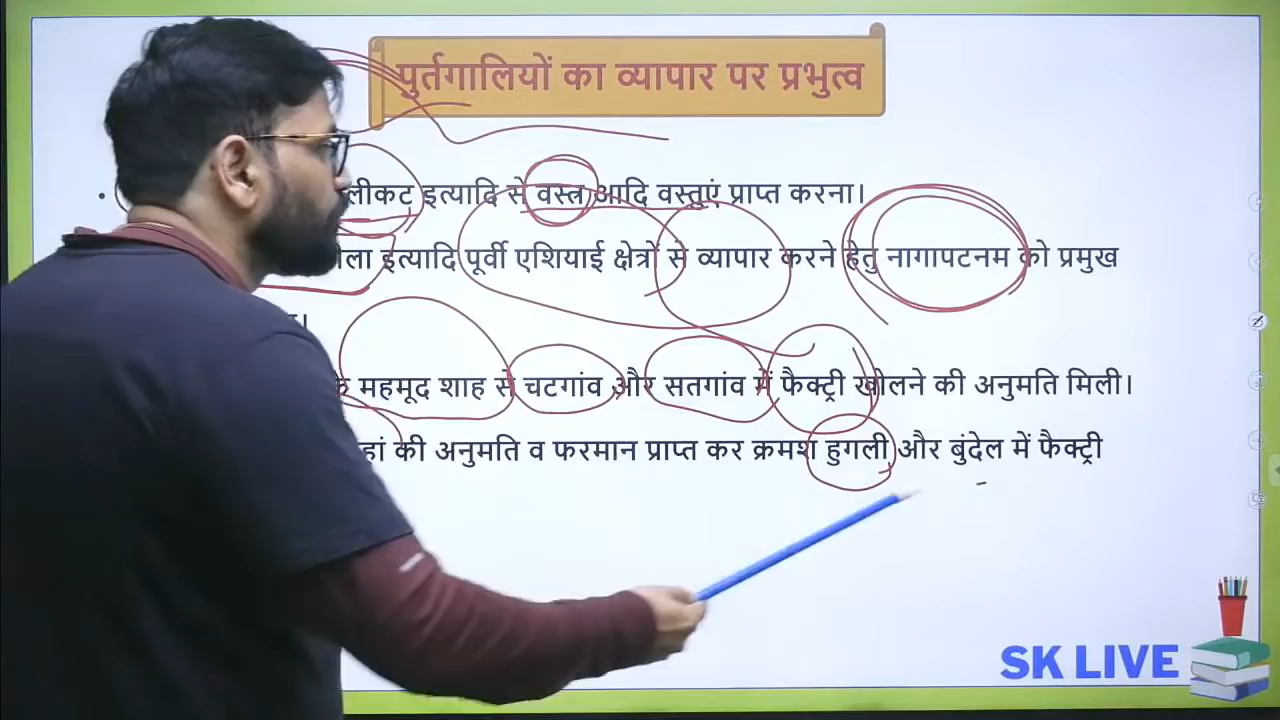 पुर्तगालियों का व्यापार पर प्रभुत्व
लीकट इत्यादि से वस्त्र आदि वस्तुएं प्राप्त करना।
इत्यादि पूर्वी एशियाई क्षेत्रों से व्यापार करने हेतु नागापटनम को प्रमुख
महमूद शाह से चटगांव और सतगांव में फैक्ट्री खोलने की अनुमति मिली।
की अनुमति व फरमान प्राप्त कर क्रमश हुगली और बुंदेल में फैक्ट्री
SK LIVE